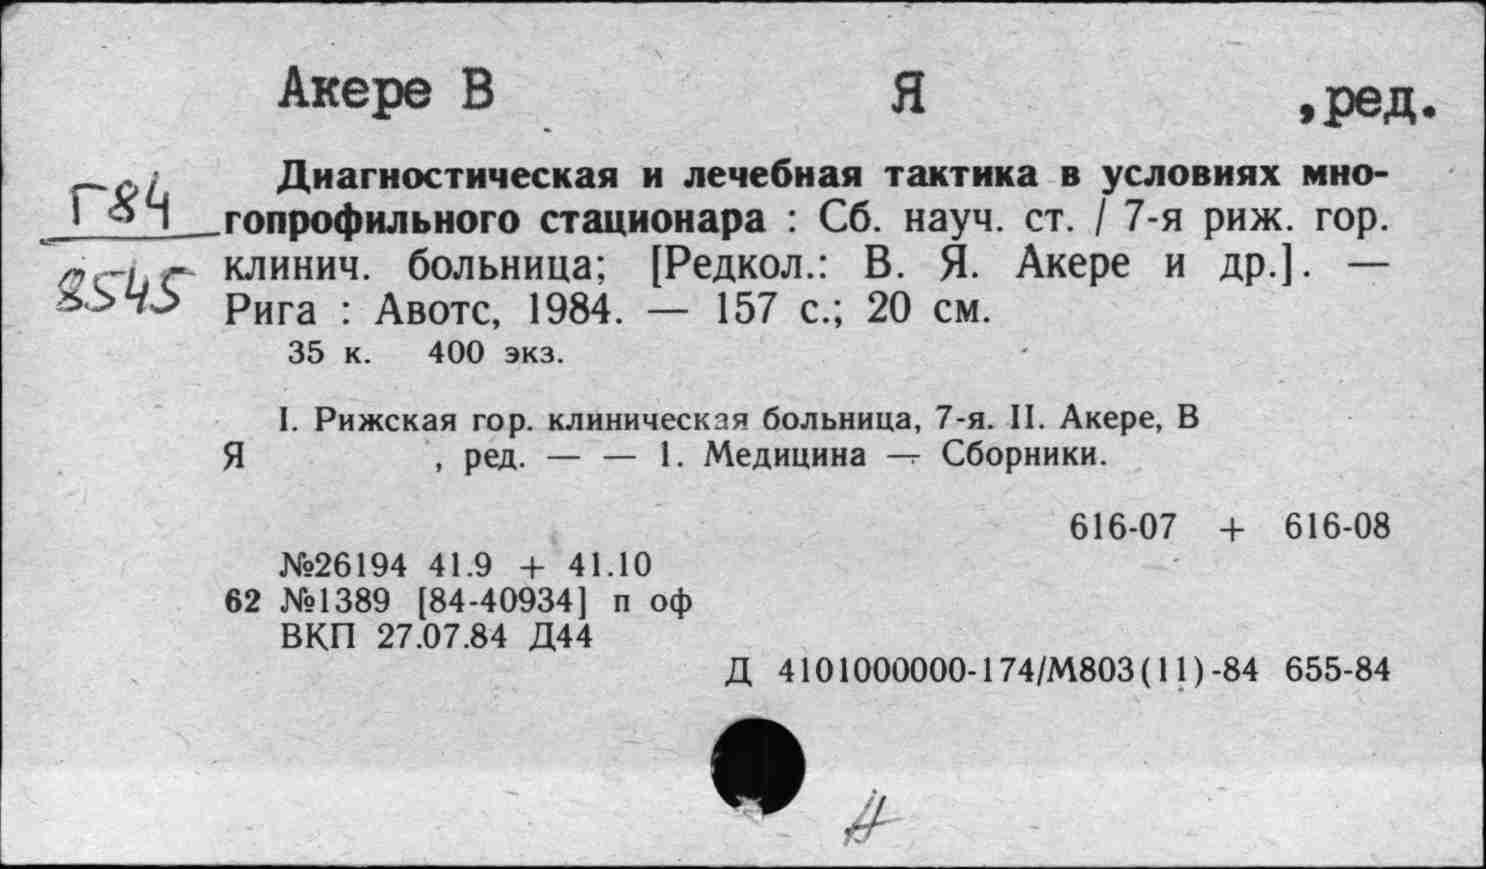 Акере В Я , ред.
Диагностическая и лечебная тактика в условиях мно-
Г84 гопрофильного стационара : Сб. науч. ст. / 7-я риж. гор.
8545 клинич. больница; [Редкол.: В. Я. Акере и др.]. —
Рига : Авотс, 1984. — 157 с.; 20 см.
35 к. 400 экз.
I. Рижская гор. клиническая больница, 7-я. II. Акере, В
Я , ред. — — 1. Медицина — Сборники.
616-07 + 616-08
№26194 41.9 + 41.10
62 №1389 [84-40934] п оф
ВКП 27.07.84 Д44
Д 4101000000-174/М803(11)-84 655-84